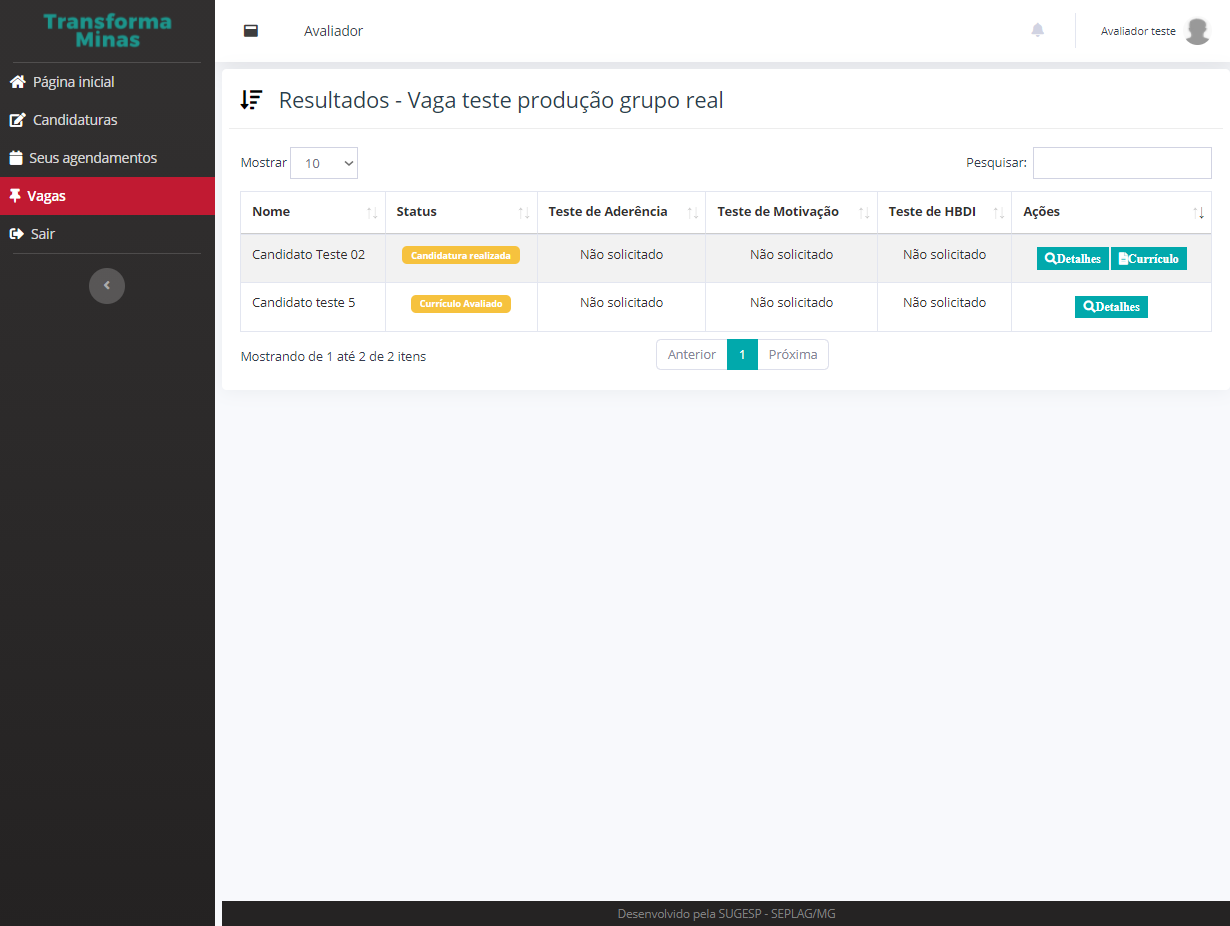 Transforma
Minas
Página inicial
Candidaturas
Seus agendamentos
Vagas
Sair
Avaliador
Avaliador teste
Resultados - Vaga teste produção grupo real
Mostrar 10
Pesquisar:
Nome Status Teste de Aderência Teste de Motivação Teste de HBDI Ações
Candidato Teste 02 Candidatura realizada Não solicitado Não solicitado Não solicitado Detalhes Currículo
Candidato teste 5 Currículo Avaliado Não solicitado Não solicitado Não solicitado Detalhes
Mostrando de 1 até 2 de 2 itens
Anterior 1 Próxima
Desenvolvido pela SUGESP - SEPLAG/MG